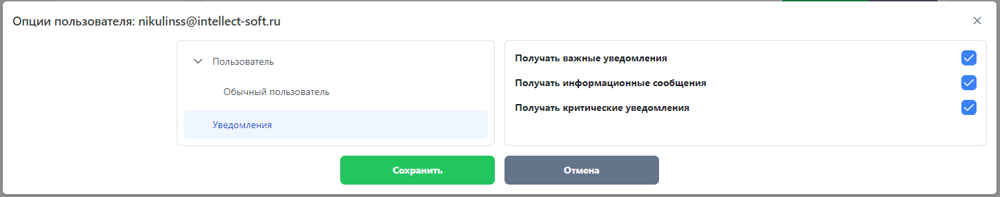 Опции пользователя: nikulinss@intellect-soft.ru
Пользователь
Обычный пользователь
Уведомления
Получать важные уведомления
Получать информационные сообщения
Получать критические уведомления
Сохранить
Отмена